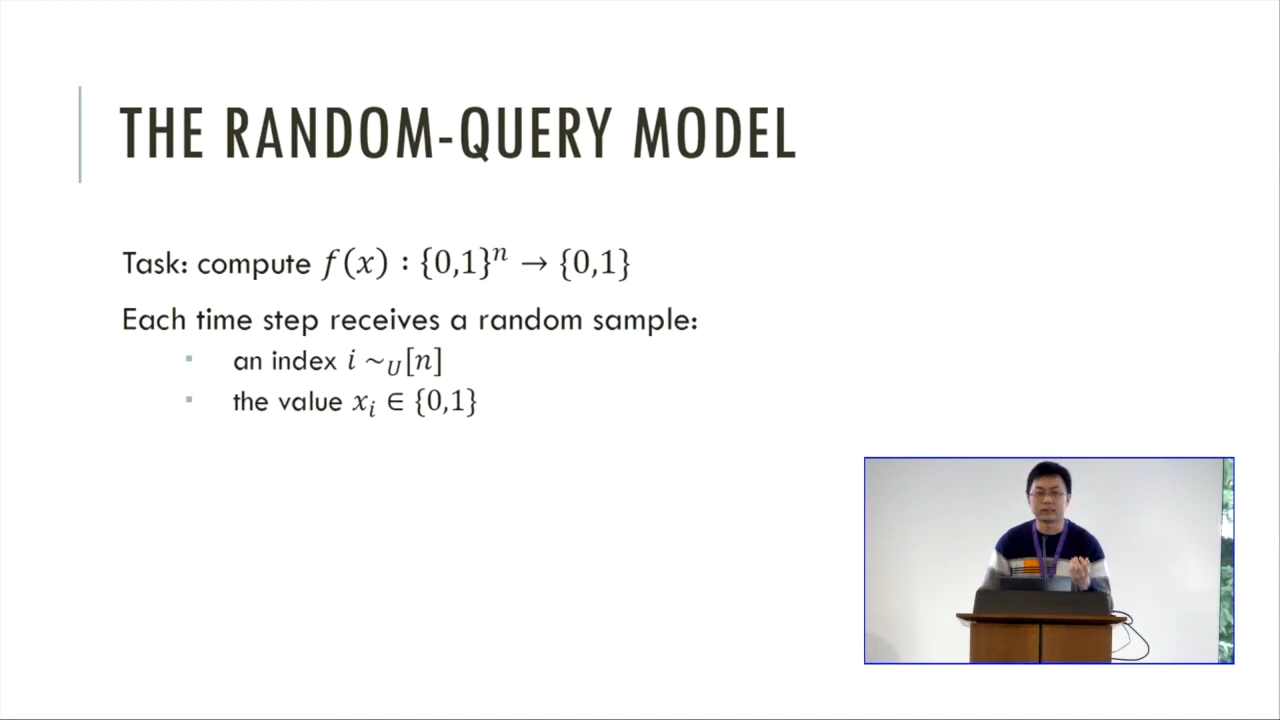 THE RANDOM-QUERY MODEL
Task: compute f(x) : {0,1}ⁿ → {0,1}
Each time step receives a random sample:
▪ an index i ~_U [n]
▪ the value x_i ∈ {0,1}